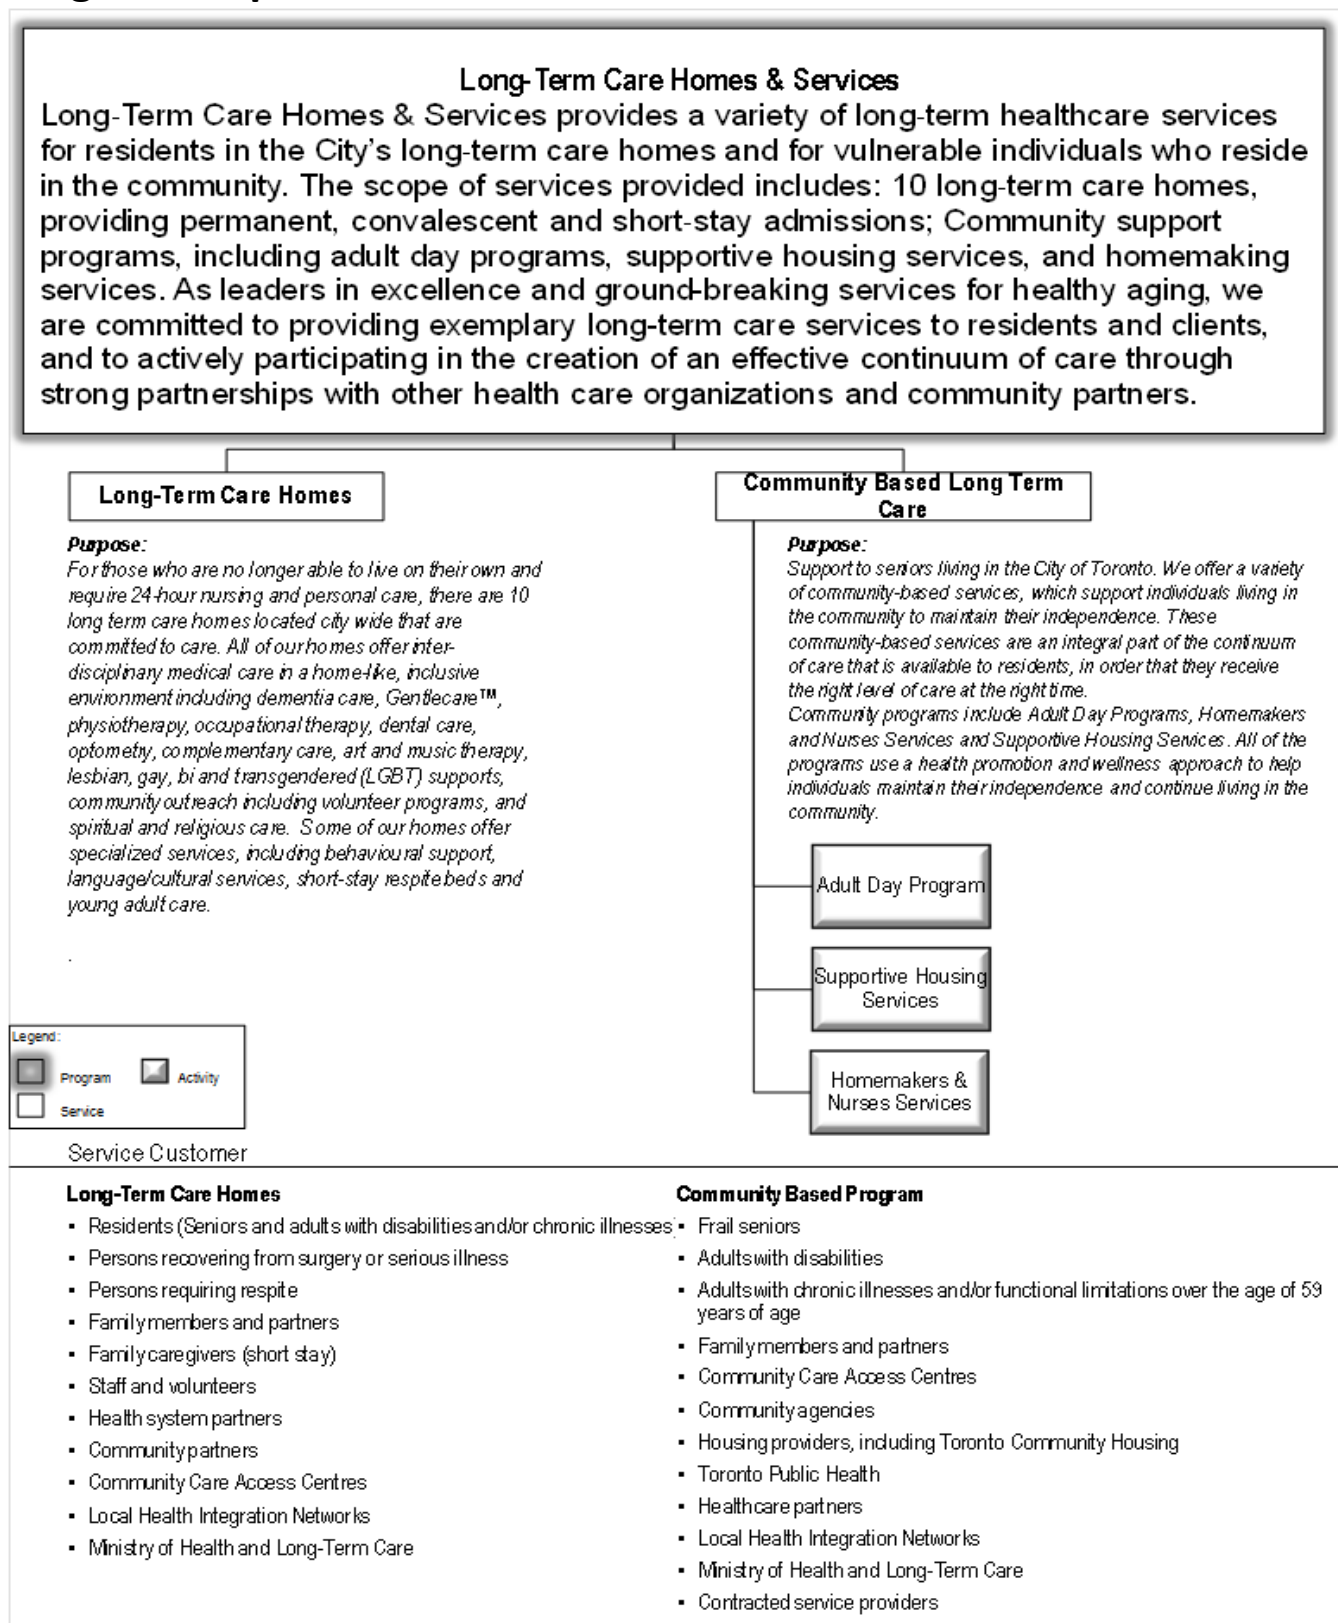 Long-Term Care Homes & Services
Long-Term Care Homes & Services provides a variety of long-term healthcare services
for residents in the City's long-term care homes and for vulnerable individuals who reside
in the community. The scope of services provided includes: 10 long-term care homes,
providing permanent, convalescent and short-stay admissions; Community support
programs, including adult day programs, supportive housing services, and homemaking
services. As leaders in excellence and ground-breaking services for healthy aging, we
are committed to providing exemplary long-term care services to residents and clients,
and to actively participating in the creation of an effective continuum of care through
strong partnerships with other health care organizations and community partners.
Long-Term Care Homes
Purpose:
For those who are no longer able to live on their own and
require 24-hour nursing and personal care, there are 10
long term care homes located city wide that are
committed to care. All of our homes offer inter-
disciplinary medical care in a home-like, inclusive
environment including dementia care, Gentlecare™,
physiotherapy, occupational therapy, dental care,
optometry, complementary care, art and music therapy,
lesbian, gay, bi and transgendered (LGBT) supports,
community outreach including volunteer programs, and
spiritual and religious care. Some of our homes offer
specialized services, including behavioural support,
language/cultural services, short-stay respite beds and
young adult care.
.
Community Based Long Term
Care
Purpose:
Support to seniors living in the City of Toronto. We offer a variety
of community-based services, which support individuals living in
the community to maintain their independence. These
community-based services are an integral part of the continuum
of care that is available to residents, in order that they receive
the right level of care at the right time.
Community programs include Adult Day Programs, Homemakers
and Nurses Services and Supportive Housing Services. All of the
programs use a health promotion and wellness approach to help
individuals maintain their independence and continue living in the
community.
Adult Day Program
Supportive Housing
Services
Homemakers &
Nurses Services
Legend:
Program
Activity
Service
Service Customer
Long-Term Care Homes
▪ Residents (Seniors and adults with disabilities and/or chronic illnesses)
▪ Persons recovering from surgery or serious illness
▪ Persons requiring respite
▪ Family members and partners
▪ Family caregivers (short stay)
▪ Staff and volunteers
▪ Health system partners
▪ Community partners
▪ Community Care Access Centres
▪ Local Health Integration Networks
▪ Ministry of Health and Long-Term Care
Community Based Program
▪ Frail seniors
▪ Adults with disabilities
▪ Adults with chronic illnesses and/or functional limitations over the age of 59
years of age
▪ Family members and partners
▪ Community Care Access Centres
▪ Community agencies
▪ Housing providers, including Toronto Community Housing
▪ Toronto Public Health
▪ Healthcare partners
▪ Local Health Integration Networks
▪ Ministry of Health and Long-Term Care
▪ Contracted service providers